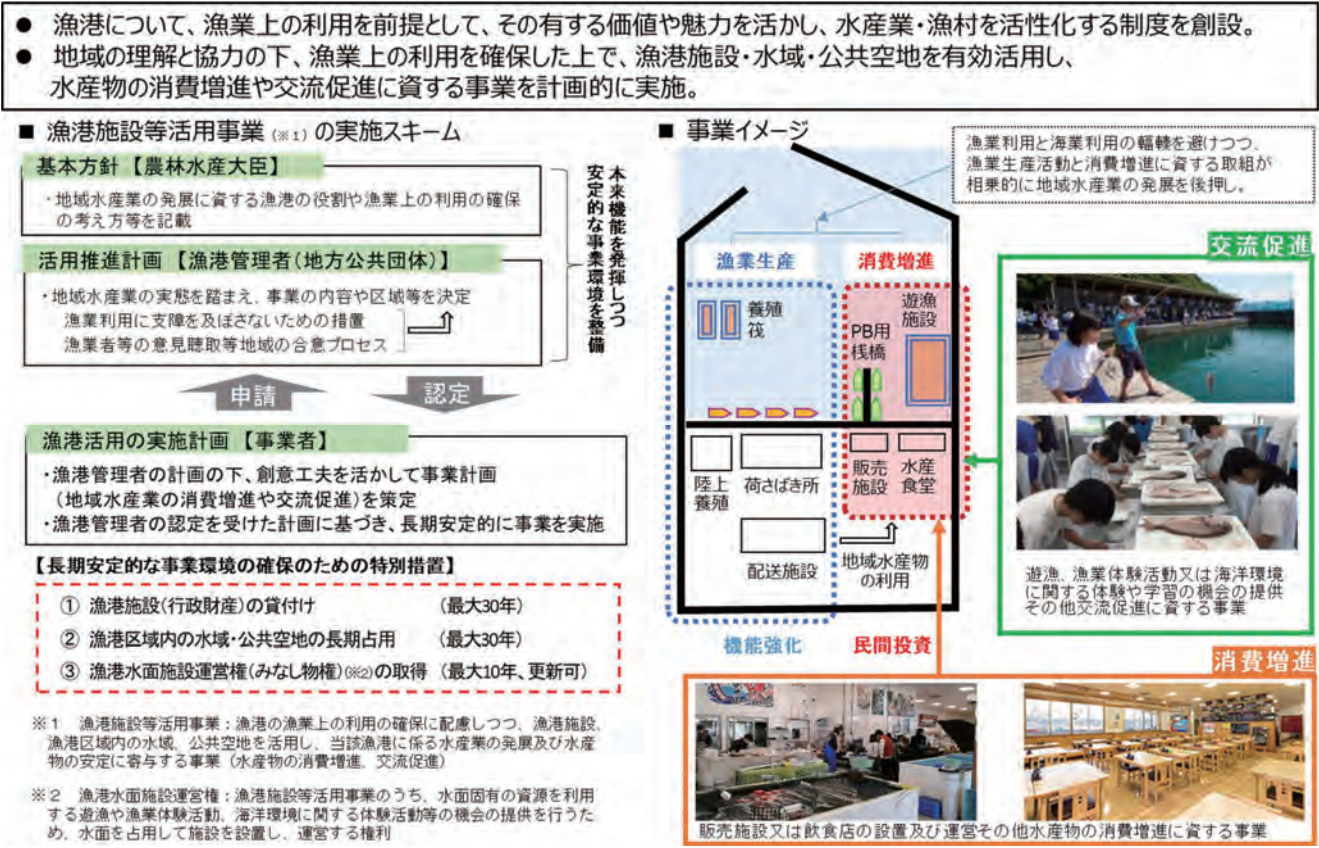 ● 漁港について、漁業上の利用を前提として、その有する価値や魅力を活かし、水産業・漁村を活性化する制度を創設。
● 地域の理解と協力の下、漁業上の利用を確保した上で、漁港施設・水域・公共空地を有効活用し、
水産物の消費増進や交流促進に資する事業を計画的に実施。
■ 漁港施設等活用事業(※1)の実施スキーム
基本方針【農林水産大臣】
・地域水産業の発展に資する漁港の役割や漁業上の利用の確保
の考え方等を記載
活用推進計画【漁港管理者(地方公共団体)】
・地域水産業の実態を踏まえ、事業の内容や区域等を決定
漁業利用に支障を及ぼさないための措置
漁業者等の意見聴取等地域の合意プロセス
本来機能を発揮しつつ
安定的な事業環境を整備
申請
認定
漁港活用の実施計画【事業者】
・漁港管理者の計画の下、創意工夫を活かして事業計画
(地域水産業の消費増進や交流促進)を策定
・漁港管理者の認定を受けた計画に基づき、長期安定的に事業を実施
【長期安定的な事業環境の確保のための特別措置】
① 漁港施設(行政財産)の貸付け (最大30年)
② 漁港区域内の水域・公共空地の長期占用 (最大30年)
③ 漁港水面施設運営権(みなし物権)(※2)の取得 (最大10年、更新可)
※1 漁港施設等活用事業:漁港の漁業上の利用の確保に配慮しつつ、漁港施設、
漁港区域内の水域、公共空地を活用し、当該漁港に係る水産業の発展及び水産
物の安定に寄与する事業(水産物の消費増進、交流促進)
※2 漁港水面施設運営権:漁港施設等活用事業のうち、水面固有の資源を利用
する遊漁や漁業体験活動、海洋環境に関する体験活動等の機会の提供を行うた
め、水面を占用して施設を設置し、運営する権利
■ 事業イメージ
漁業利用と海業利用の輻輳を避けつつ、
漁業生産活動と消費増進に資する取組が
相乗的に地域水産業の発展を後押し。
漁業生産
消費増進
養殖
筏
PB用
桟橋
遊漁
施設
陸上
養殖
荷さばき所
販売
施設
水産
食堂
配送施設
地域水産物
の利用
機能強化
民間投資
交流促進
遊漁、漁業体験活動又は海洋環境
に関する体験や学習の機会の提供
その他交流促進に資する事業
消費増進
販売施設又は飲食店の設置及び運営その他水産物の消費増進に資する事業